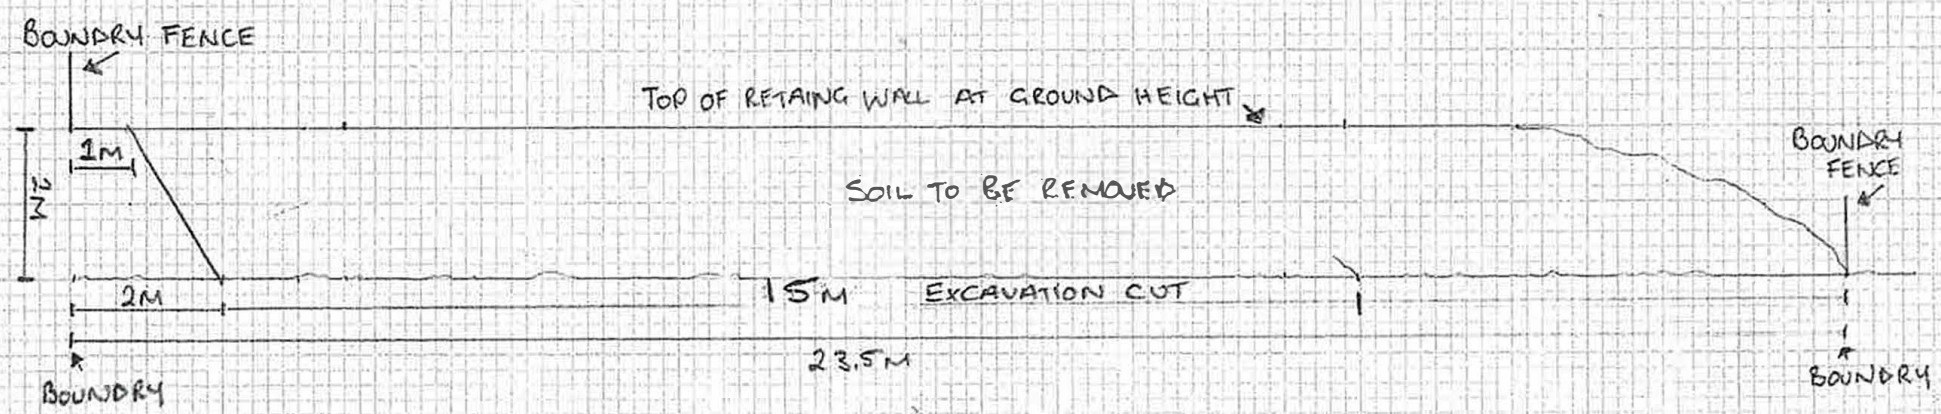 BOUNDRY FENCE
TOP OF RETAING WALL AT GROUND HEIGHT
1M
2M
SOIL TO BE REMOVED
BOUNDRY
FENCE
2M
15M EXCAVATION CUT
23.5M
BOUNDRY
BOUNDRY